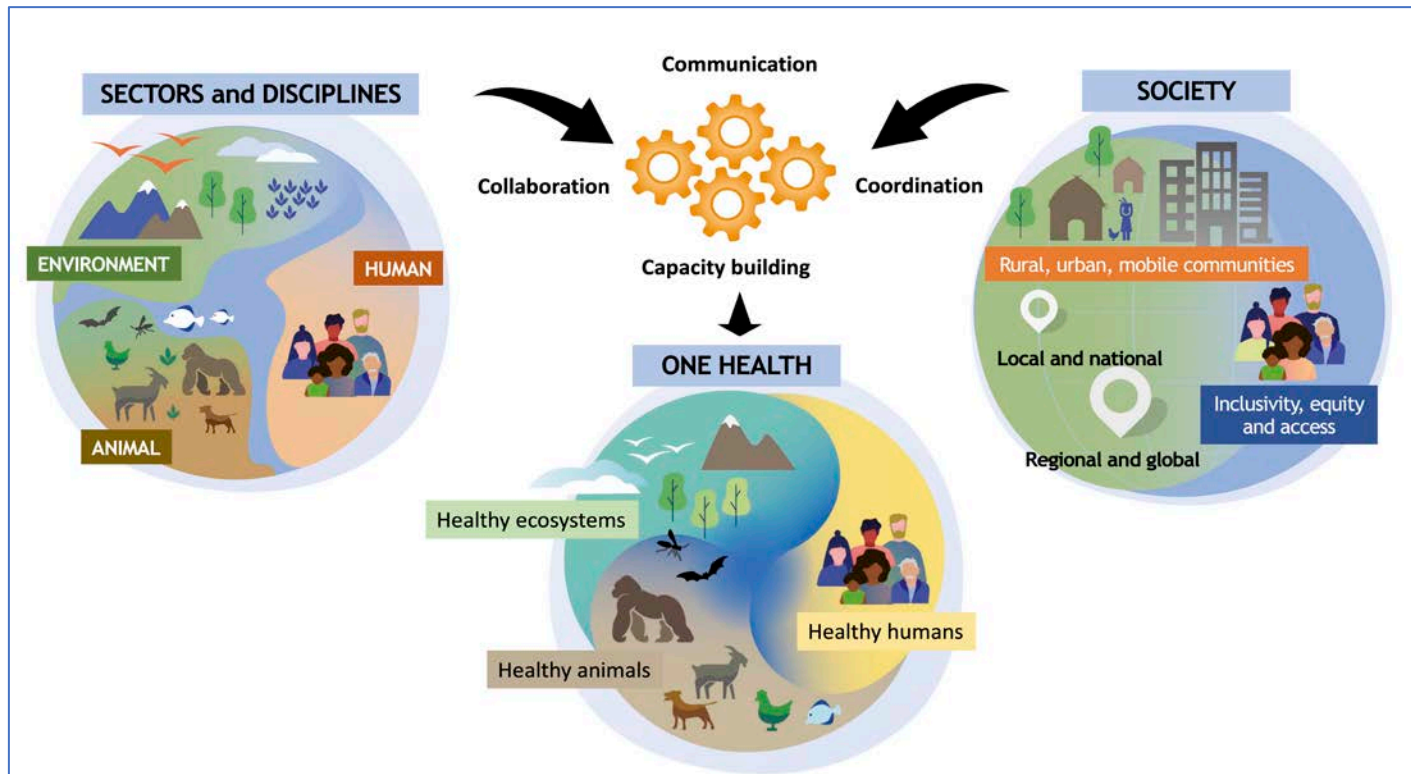 SECTORS and DISCIPLINES
ENVIRONMENT
HUMAN
ANIMAL
Communication
Collaboration
Coordination
Capacity building
SOCIETY
Rural, urban, mobile communities
Local and national
Inclusivity, equity
and access
Regional and global
ONE HEALTH
Healthy ecosystems
Healthy humans
Healthy animals